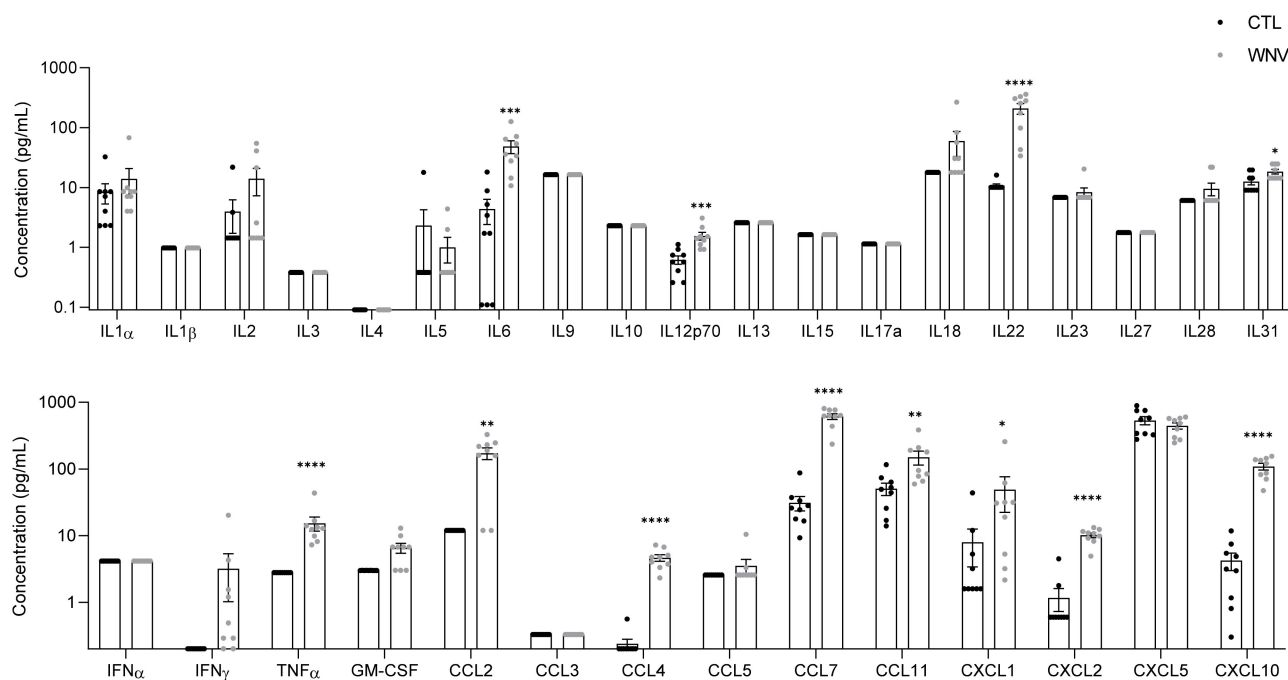 CTL
WNV
Concentration (pg/mL)
1000
100
10
1
0.1
*** *** **** *
IL1α IL1β IL2 IL3 IL4 IL5 IL6 IL9 IL10 IL12p70 IL13 IL15 IL17a IL18 IL22 IL23 IL27 IL28 IL31
Concentration (pg/mL)
1000
100
10
1
**** ** **** **** ** * **** ****
IFNα IFNγ TNFα GM-CSF CCL2 CCL3 CCL4 CCL5 CCL7 CCL11 CXCL1 CXCL2 CXCL5 CXCL10